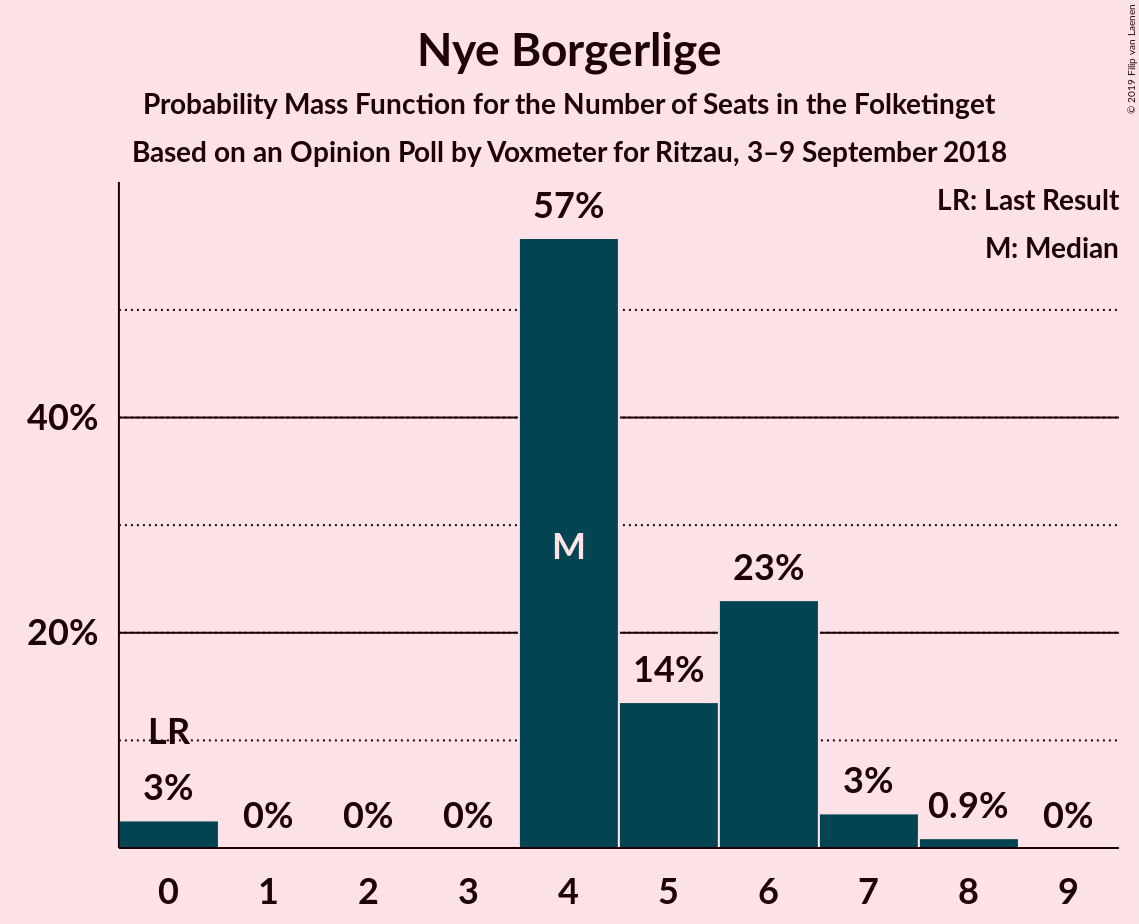 Nye Borgerlige
Probability Mass Function for the Number of Seats in the Folketinget
Based on an Opinion Poll by Voxmeter for Ritzau, 3–9 September 2018
© 2019 Filip van Laenen
LR: Last Result
M: Median
57%
40%
M
23%
20%
14%
LR
3%
0%
0%
0%
3%
0.9%
0%
0 1 2 3 4 5 6 7 8 9